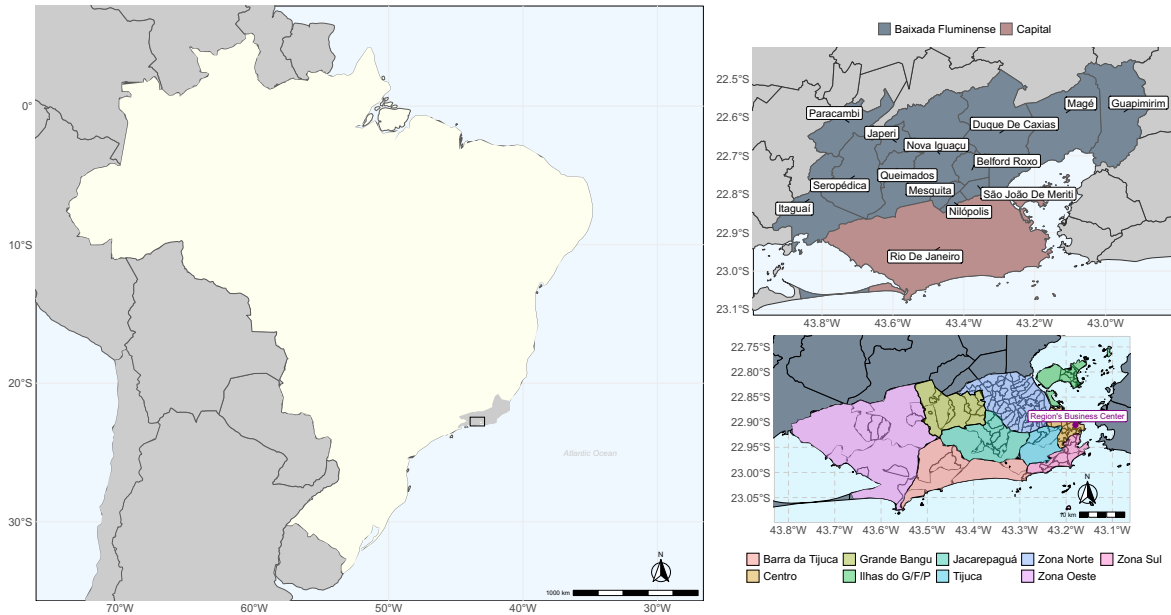 0°
10°S
20°S
30°S
70°W
60°W
50°W
40°W
30°W
Atlantic Ocean
N
1000 km
Baixada Fluminense
Capital
22.5°S
22.6°S
22.7°S
22.8°S
22.9°S
23.0°S
23.1°S
Paracambi
Japeri
Magé
Guapimirim
Duque De Caxias
Nova Iguaçu
Belford Roxo
Queimados
Seropédica
Mesquita
São João De Meriti
Itaguaí
Nilópolis
Rio De Janeiro
43.8°W
43.6°W
43.4°W
43.2°W
43.0°W
22.75°S
22.80°S
22.85°S
22.90°S
22.95°S
23.00°S
23.05°S
Region's Business Center
N
10 km
43.8°W
43.7°W
43.6°W
43.5°W
43.4°W
43.3°W
43.2°W
43.1°W
Barra da Tijuca
Grande Bangu
Jacarepaguá
Zona Norte
Zona Sul
Centro
Ilhas do G/F/P
Tijuca
Zona Oeste